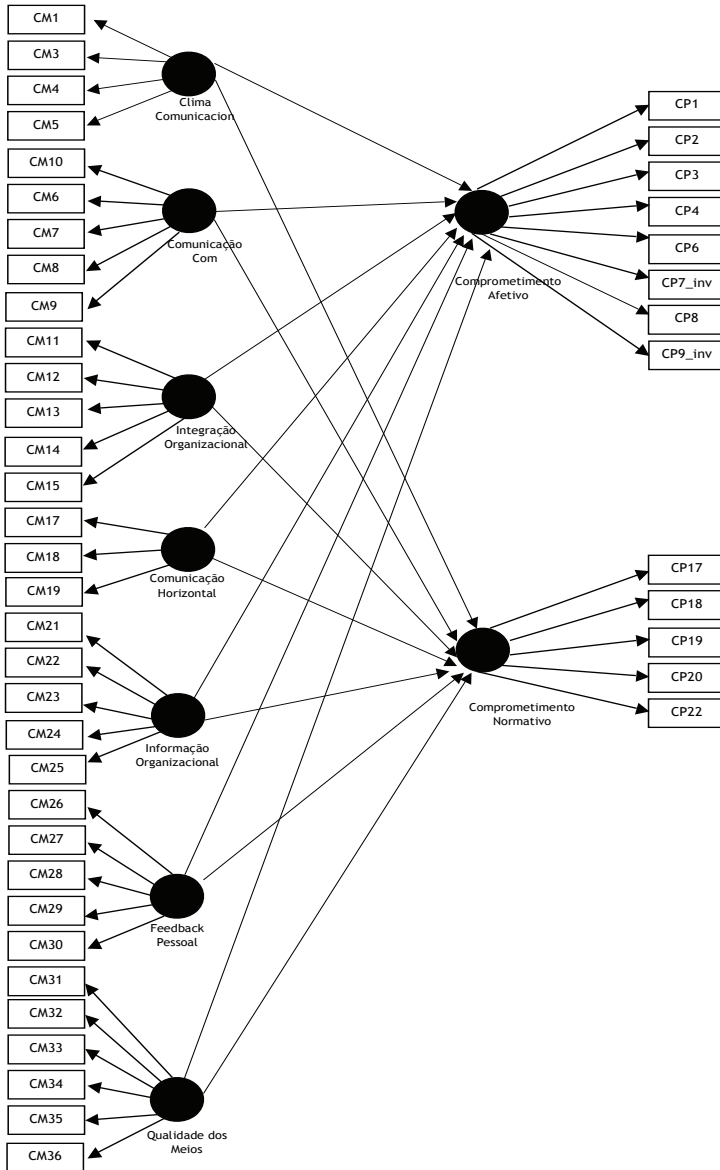 CM1
CM3
CM4
CM5
Clima
Comunicacion
CM10
CM6
CM7
CM8
CM9
Comunicação
Com
CM11
CM12
CM13
CM14
CM15
Integração
Organizacional
CM17
CM18
CM19
Comunicação
Horizontal
CM21
CM22
CM23
CM24
CM25
Informação
Organizacional
CM26
CM27
CM28
CM29
CM30
Feedback
Pessoal
CM31
CM32
CM33
CM34
CM35
CM36
Qualidade dos
Meios
Comprometimento
Afetivo
CP1
CP2
CP3
CP4
CP6
CP7_inv
CP8
CP9_inv
Comprometimento
Normativo
CP17
CP18
CP19
CP20
CP22